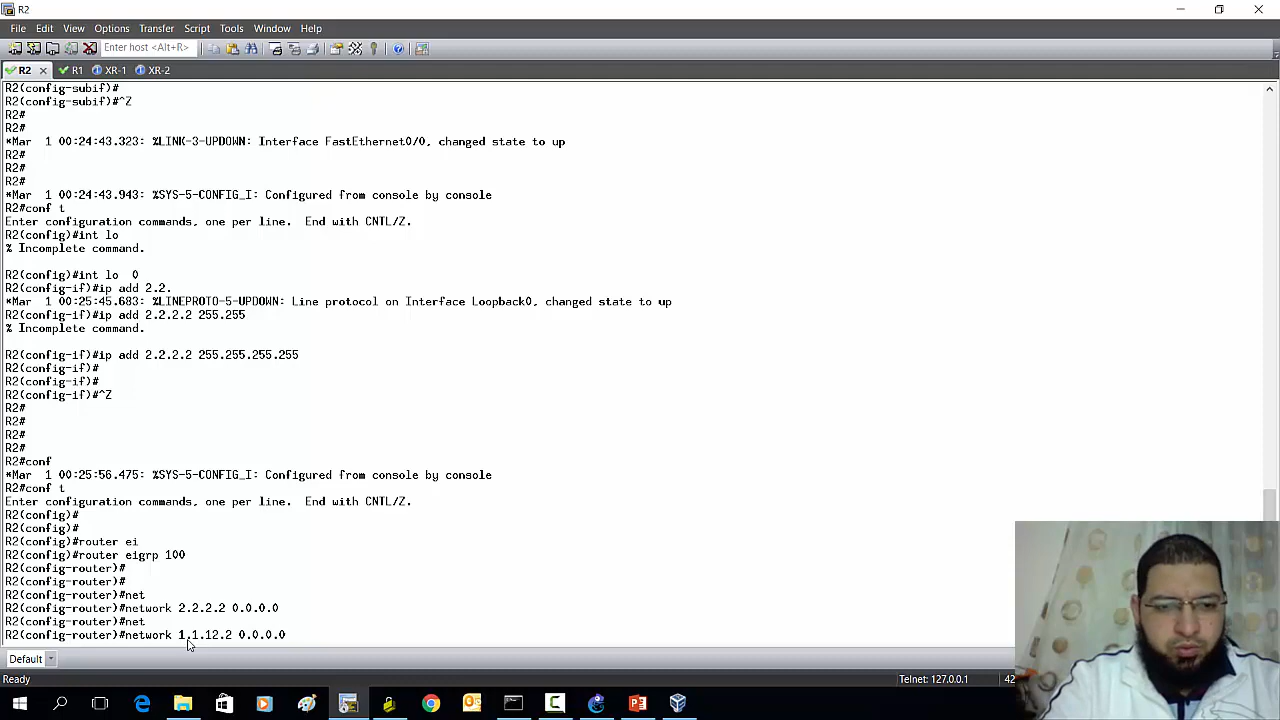 R2
File Edit View Options Transfer Script Tools Window Help
Enter host <Alt+R>
R2 R1 XR-1 XR-2
R2(config-subif)#
R2(config-subif)#^Z
R2#
R2#
*Mar 1 00:24:43.323: %LINK-3-UPDOWN: Interface FastEthernet0/0, changed state to up
R2#
R2#
R2#
*Mar 1 00:24:43.943: %SYS-5-CONFIG_I: Configured from console by console
R2#conf t
Enter configuration commands, one per line. End with CNTL/Z.
R2(config)#int lo
% Incomplete command.
R2(config)#int lo 0
R2(config-if)#ip add 2.2.
*Mar 1 00:25:45.683: %LINEPROTO-5-UPDOWN: Line protocol on Interface Loopback0, changed state to up
R2(config-if)#ip add 2.2.2.2 255.255
% Incomplete command.
R2(config-if)#ip add 2.2.2.2 255.255.255.255
R2(config-if)#
R2(config-if)#
R2(config-if)#^Z
R2#
R2#
R2#
R2#
R2#conf
*Mar 1 00:25:56.475: %SYS-5-CONFIG_I: Configured from console by console
R2#conf t
Enter configuration commands, one per line. End with CNTL/Z.
R2(config)#
R2(config)#
R2(config)#router ei
R2(config)#router eigrp 100
R2(config-router)#
R2(config-router)#
R2(config-router)#net
R2(config-router)#network 2.2.2.2 0.0.0.0
R2(config-router)#net
R2(config-router)#network 1.1.12.2 0.0.0.0
Default
Ready Telnet: 127.0.0.1 42